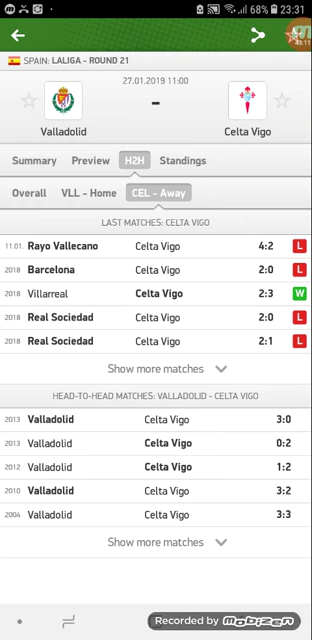 68% 23:31
43:11
SPAIN: LALIGA - ROUND 21
27.01.2019 11:00
-
Valladolid Celta Vigo
Summary Preview H2H Standings
Overall VLL - Home CEL - Away
LAST MATCHES: CELTA VIGO
11.01. Rayo Vallecano Celta Vigo 4:2 L
2018 Barcelona Celta Vigo 2:0 L
2018 Villarreal Celta Vigo 2:3 W
2018 Real Sociedad Celta Vigo 2:0 L
2018 Real Sociedad Celta Vigo 2:1 L
Show more matches
HEAD-TO-HEAD MATCHES: VALLADOLID - CELTA VIGO
2013 Valladolid Celta Vigo 3:0
2013 Valladolid Celta Vigo 0:2
2012 Valladolid Celta Vigo 1:2
2010 Valladolid Celta Vigo 3:2
2004 Valladolid Celta Vigo 3:3
Show more matches
Recorded by Mobizen